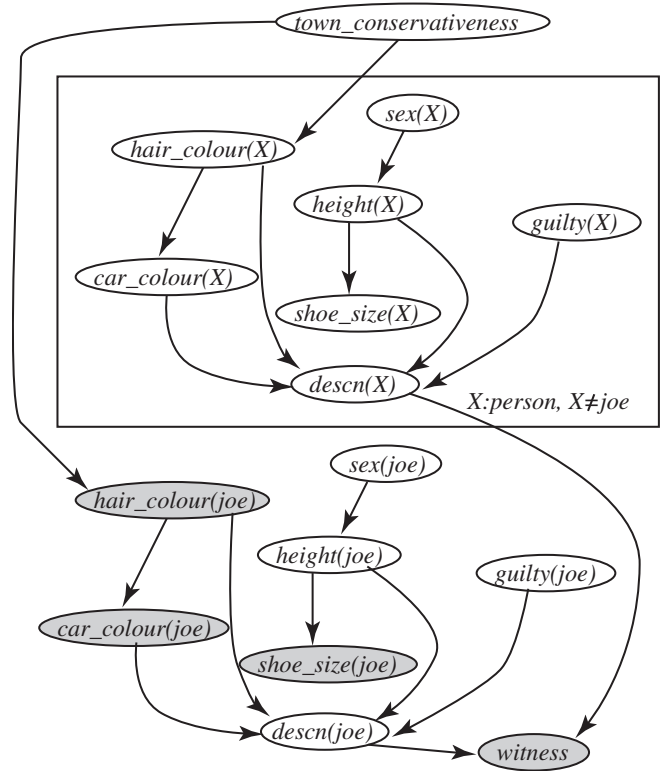 town_conservativeness
sex(X)
hair_colour(X)
height(X)
guilty(X)
car_colour(X)
shoe_size(X)
descn(X)
X:person, X≠joe
sex(joe)
hair_colour(joe)
height(joe)
guilty(joe)
car_colour(joe)
shoe_size(joe)
descn(joe)
witness